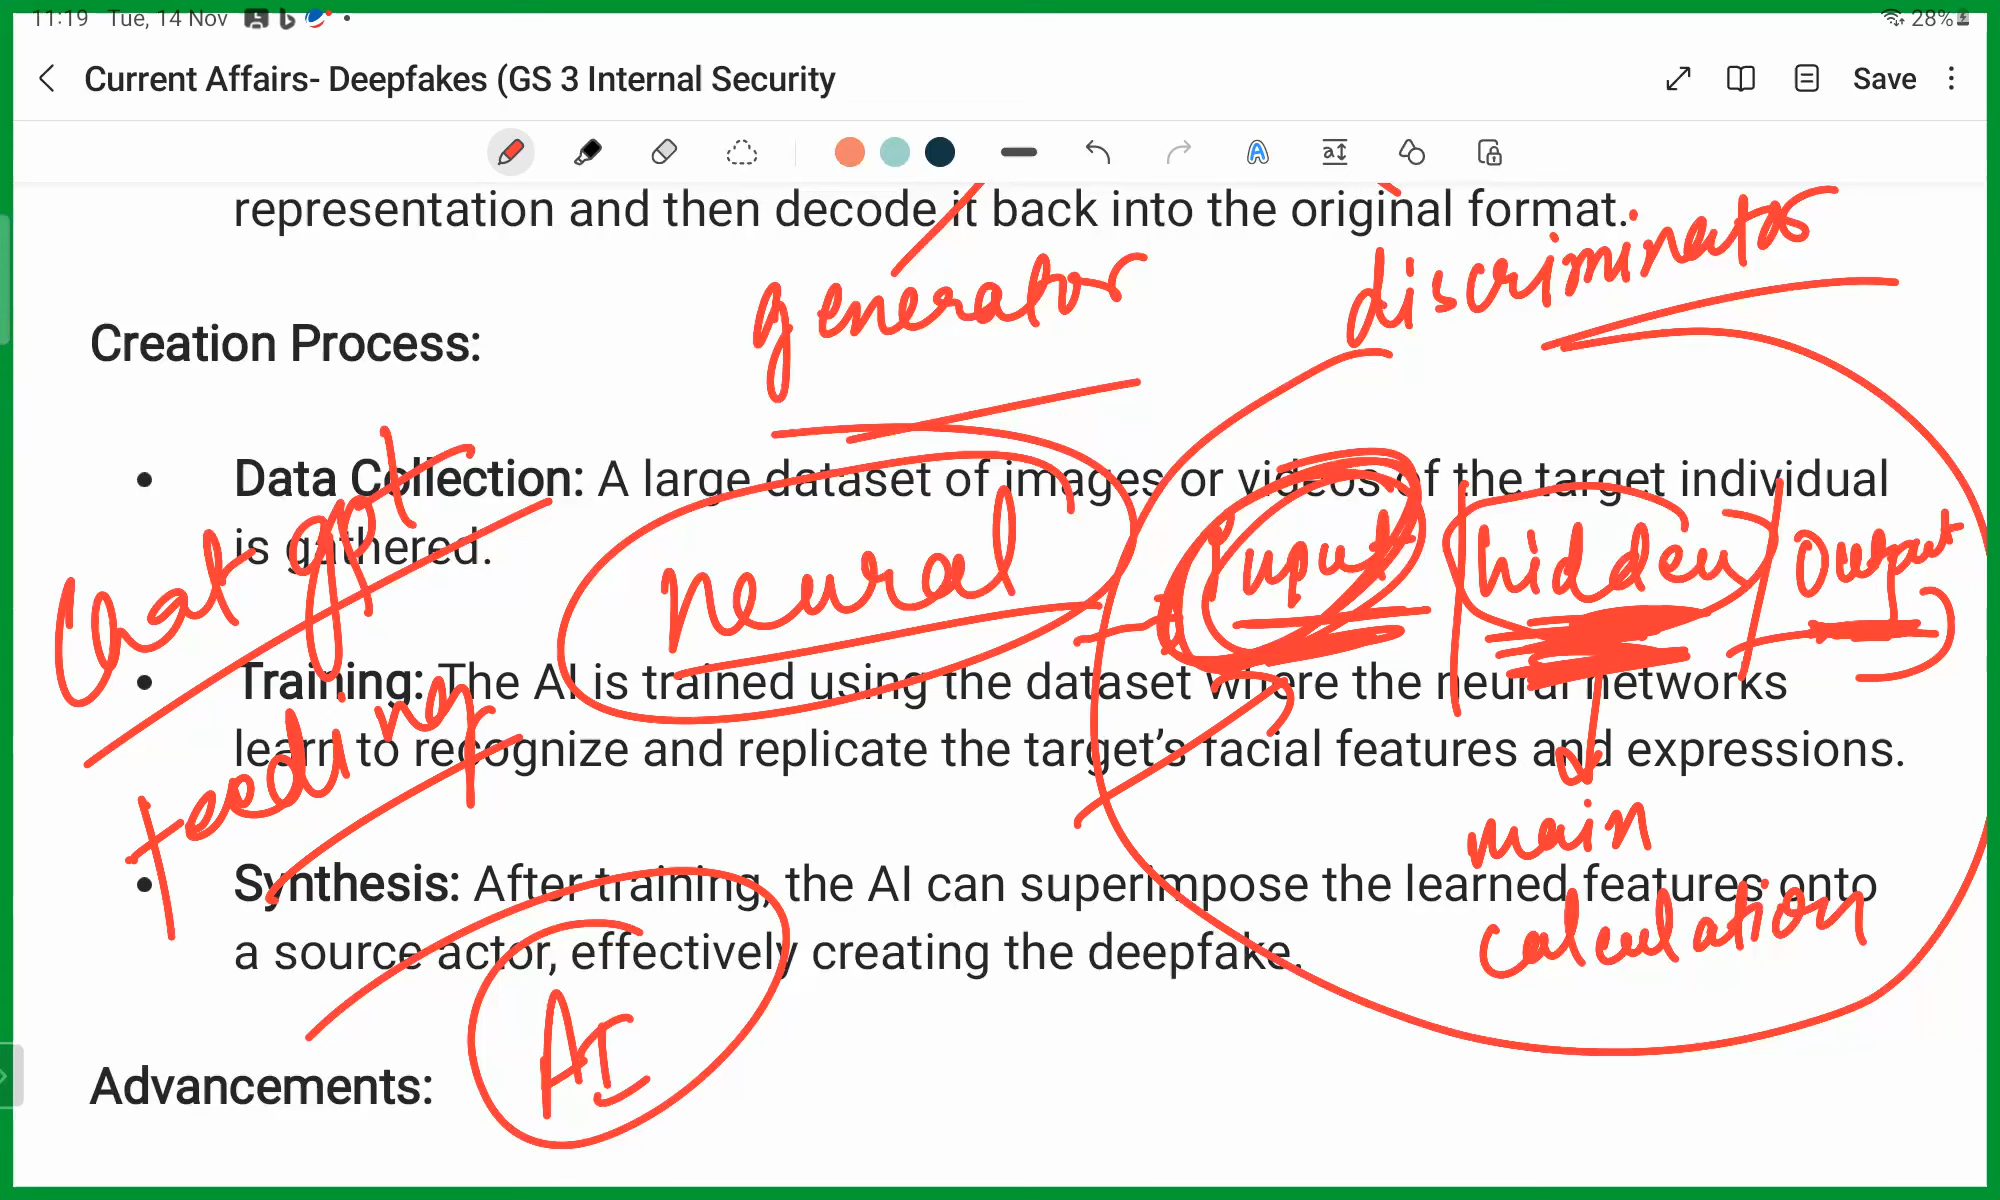 11:19 Tue, 14 Nov
28%
Current Affairs- Deepfakes (GS 3 Internal Security
Save
representation and then decode it back into the original format.
generator
discriminator
Creation Process:
Data Collection: A large dataset of images or videos of the target individual
is gathered.
Chat gpt
neural
input
hidden
output
Training: The AI is trained using the dataset where the neural networks
learn to recognize and replicate the target's facial features and expressions.
feeding
main
calculation
Synthesis: After training, the AI can superimpose the learned features onto
a source actor, effectively creating the deepfake.
AI
Advancements: